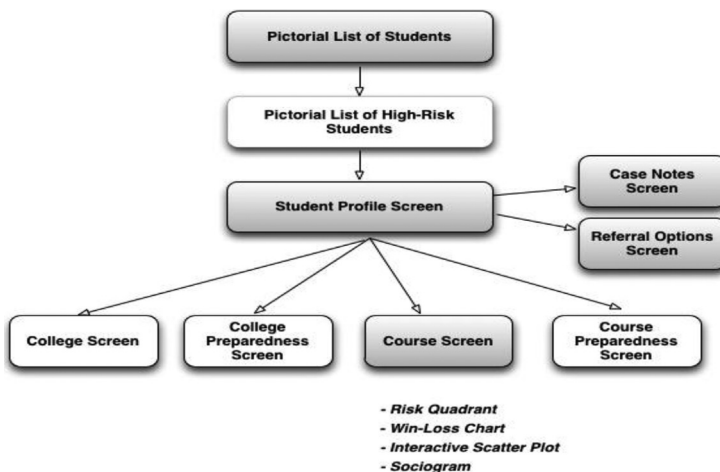 Pictorial List of Students
Pictorial List of High-Risk
Students
Student Profile Screen
Case Notes
Screen
Referral Options
Screen
College Screen
College
Preparedness
Screen
Course Screen
Course
Preparedness
Screen
- Risk Quadrant
- Win-Loss Chart
- Interactive Scatter Plot
- Sociogram